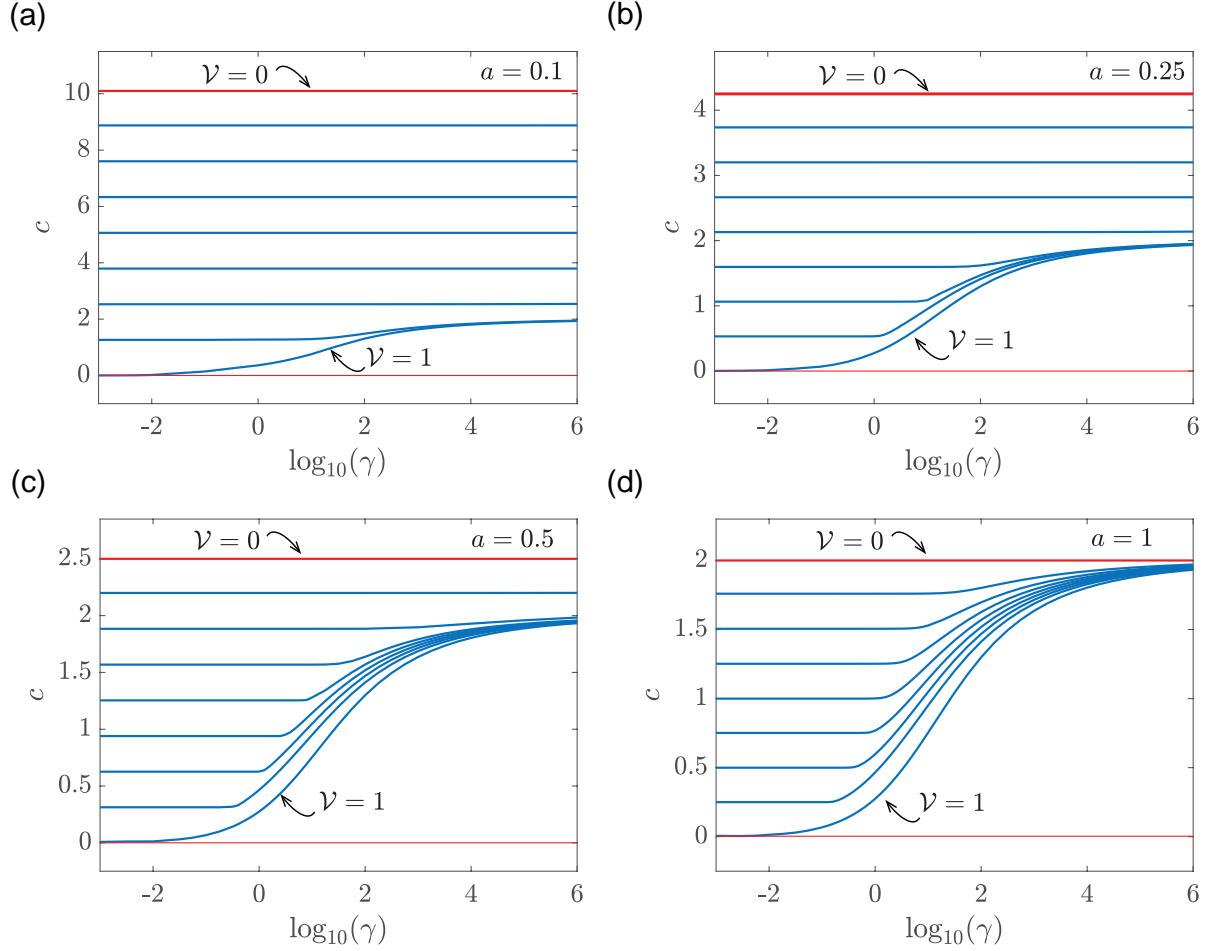 (a)
𝒱 = 0
a = 0.1
10
8
6
4
2
0
c
𝒱 = 1
-2
0
2
4
6
log₁₀(γ)
(b)
𝒱 = 0
a = 0.25
4
3
2
1
0
c
𝒱 = 1
-2
0
2
4
6
log₁₀(γ)
(c)
𝒱 = 0
a = 0.5
2.5
2
1.5
1
0.5
0
c
𝒱 = 1
-2
0
2
4
6
log₁₀(γ)
(d)
𝒱 = 0
a = 1
2
1.5
1
0.5
0
c
𝒱 = 1
-2
0
2
4
6
log₁₀(γ)